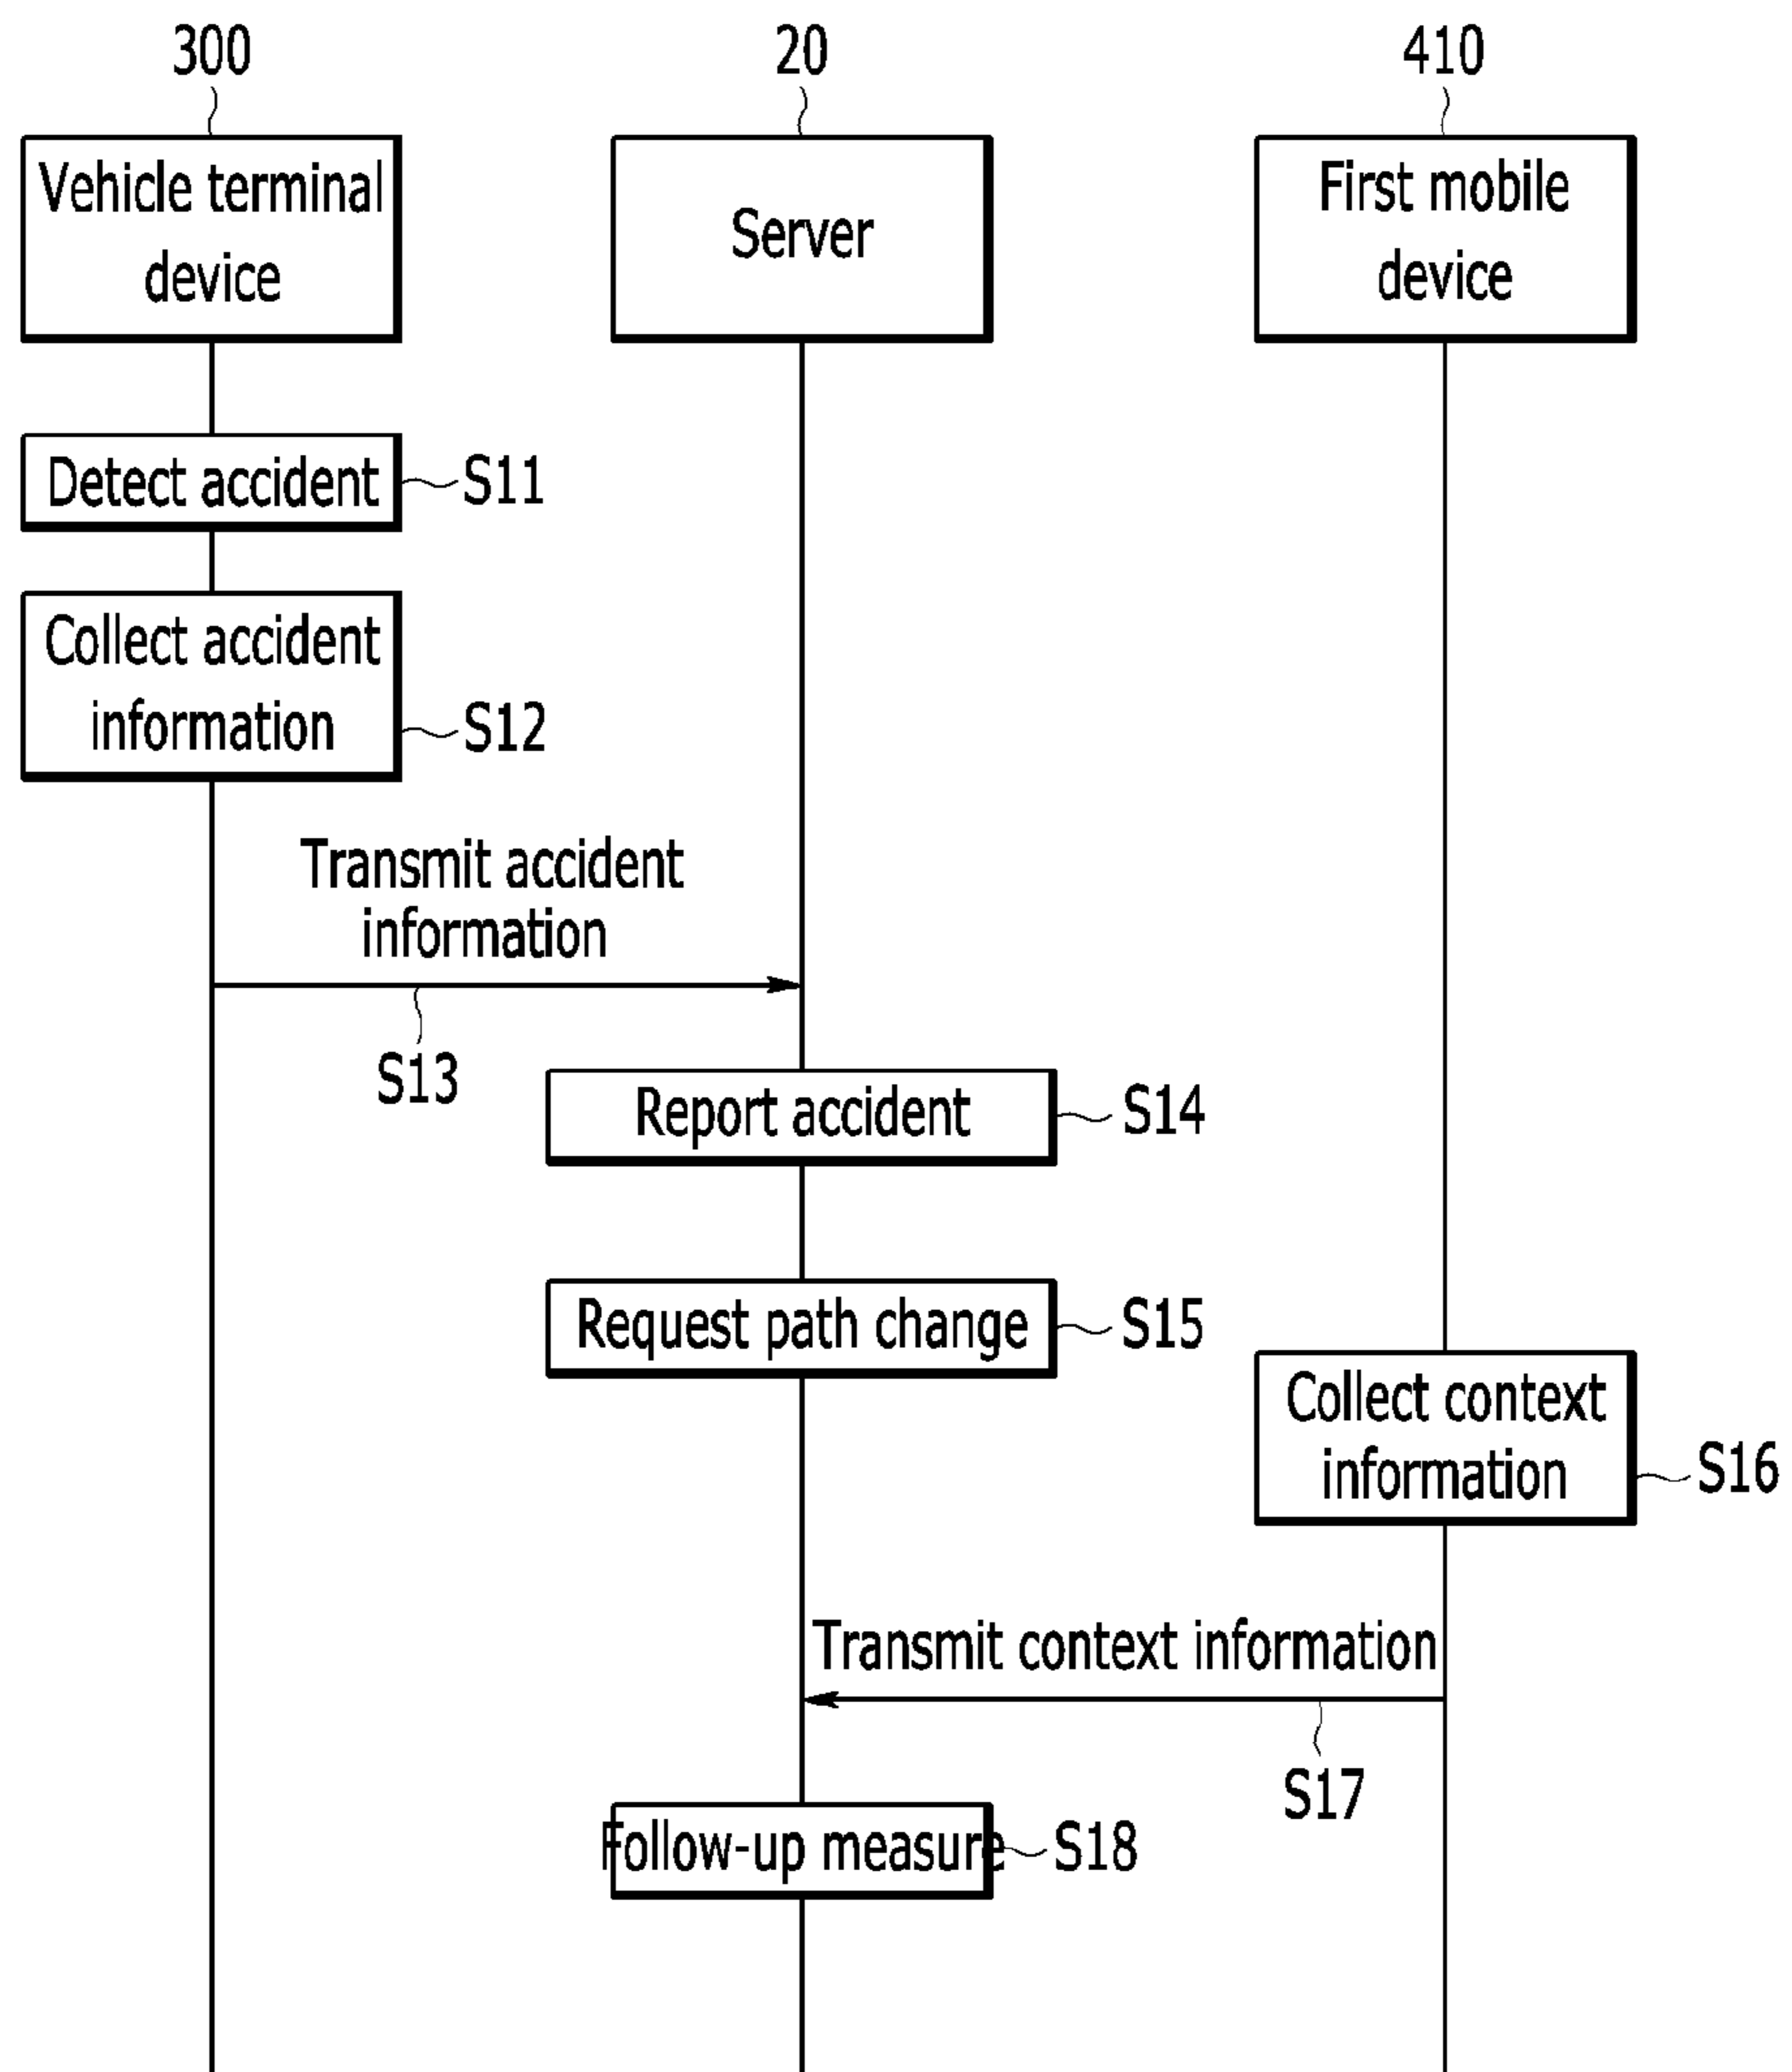 300
20
410
Vehicle terminal
device
Server
First mobile
device
Detect accident
S11
Collect accident
information
S12
Transmit accident
information
S13
Report accident
S14
Request path change
S15
Collect context
information
S16
Transmit context information
S17
Follow-up measure
S18